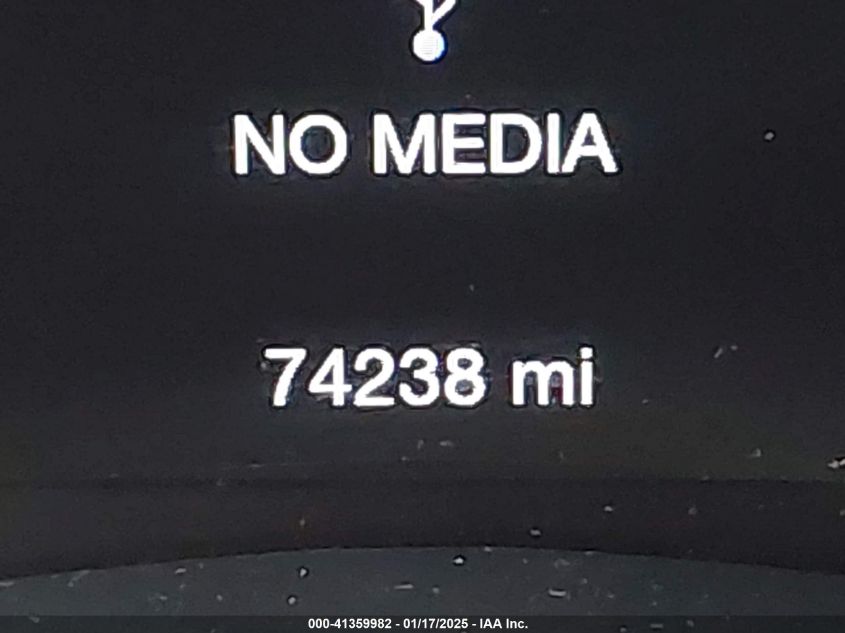 NO MEDIA
74238 mi
000-41359982 - 01/17/2025 - IAA Inc.